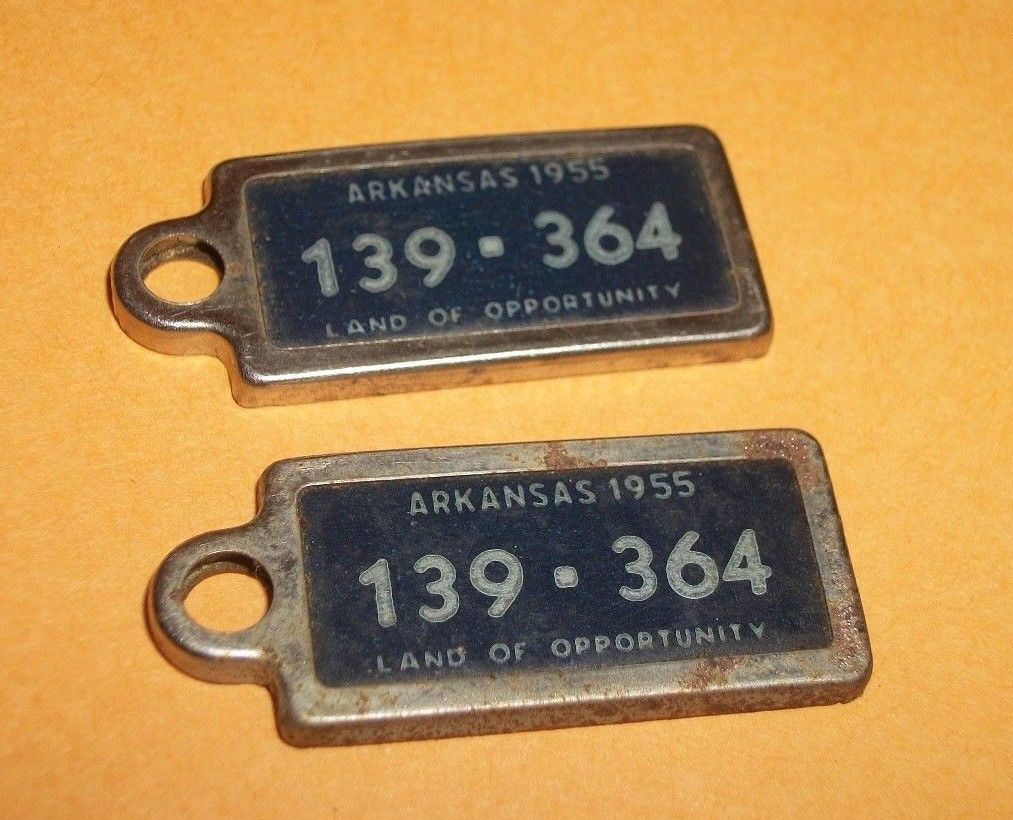 ARKANSAS 1955
139 ▪ 364
LAND OF OPPORTUNITY
ARKANSAS 1955
139 ▪ 364
LAND OF OPPORTUNITY